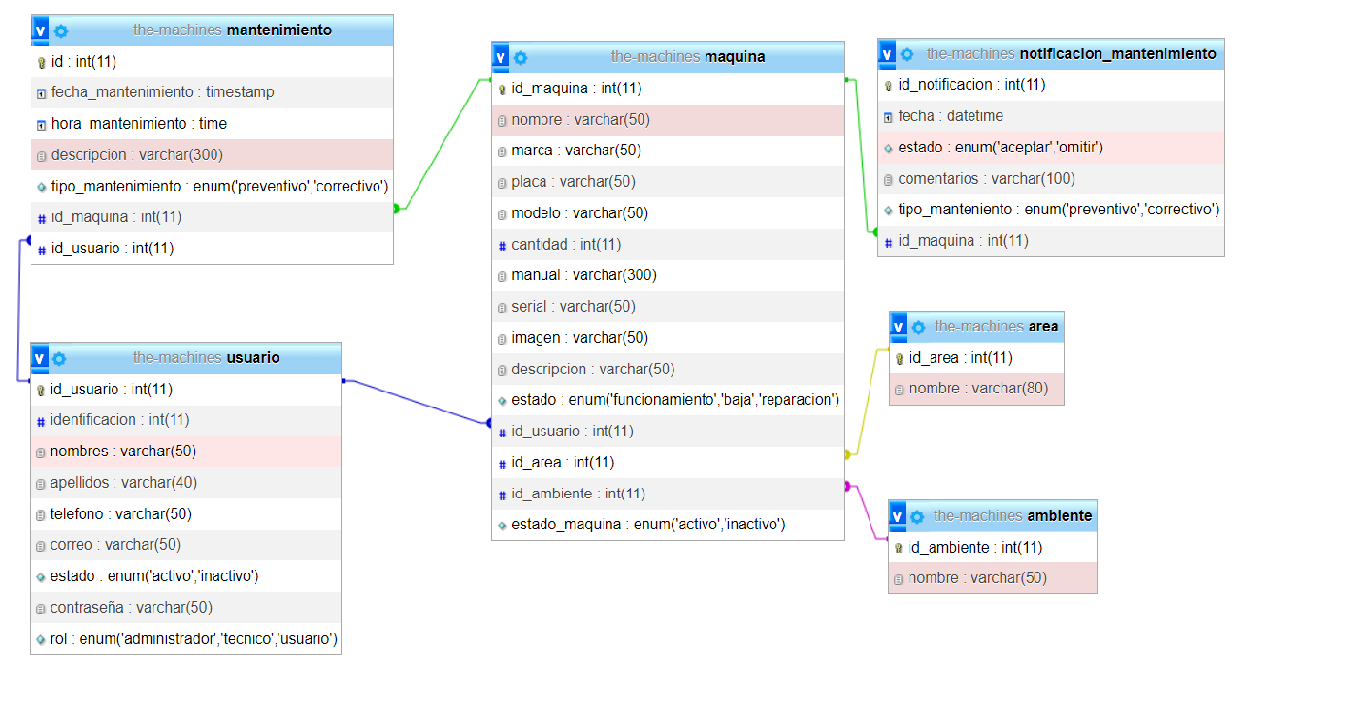 the-machines mantenimiento
id : int(11)
fecha_mantenimiento : timestamp
hora_mantenimiento : time
descripcion : varchar(300)
tipo_mantenimiento : enum('preventivo','correctivo')
id_maquina : int(11)
id_usuario : int(11)
the-machines usuario
id_usuario : int(11)
identificacion : int(11)
nombres : varchar(50)
apellidos : varchar(40)
telefono : varchar(50)
correo : varchar(50)
estado : enum('activo','inactivo')
contraseña : varchar(50)
rol : enum('administrador','tecnico','usuario')
the-machines maquina
id_maquina : int(11)
nombre : varchar(50)
marca : varchar(50)
placa : varchar(50)
modelo : varchar(50)
cantidad : int(11)
manual : varchar(300)
serial : varchar(50)
imagen : varchar(50)
descripcion : varchar(50)
estado : enum('funcionamiento','baja','reparacion')
id_usuario : int(11)
id_area : int(11)
id_ambiente : int(11)
estado_maquina : enum('activo','inactivo')
the-machines notificacion_mantenimiento
id_notificacion : int(11)
fecha : datetime
estado : enum('aceptar','omitir')
comentarios : varchar(100)
tipo_manteniento : enum('preventivo','correctivo')
id_maquina : int(11)
the-machines area
id_area : int(11)
nombre : varchar(80)
the-machines ambiente
id_ambiente : int(11)
nombre : varchar(50)